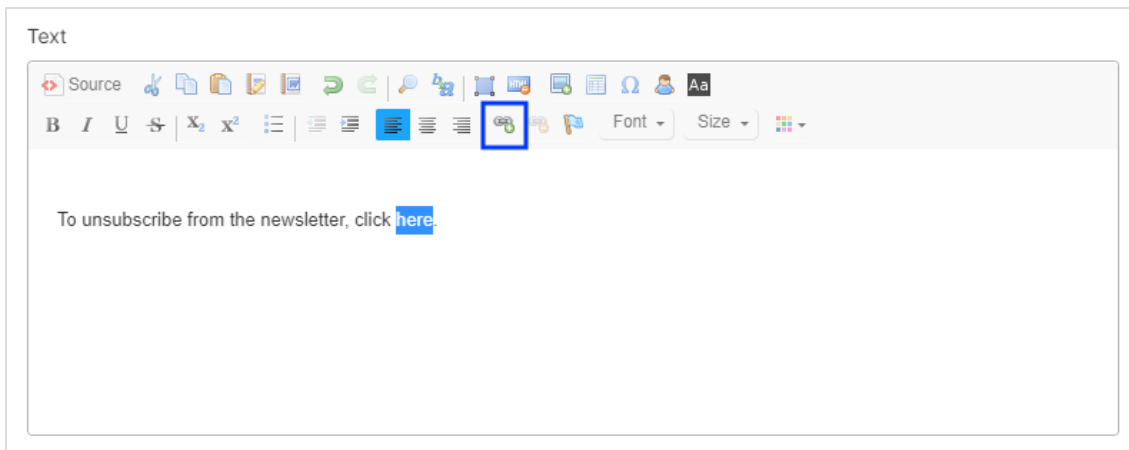 Text
Source Aa
B I U S X₂ X² Font Size
To unsubscribe from the newsletter, click here.